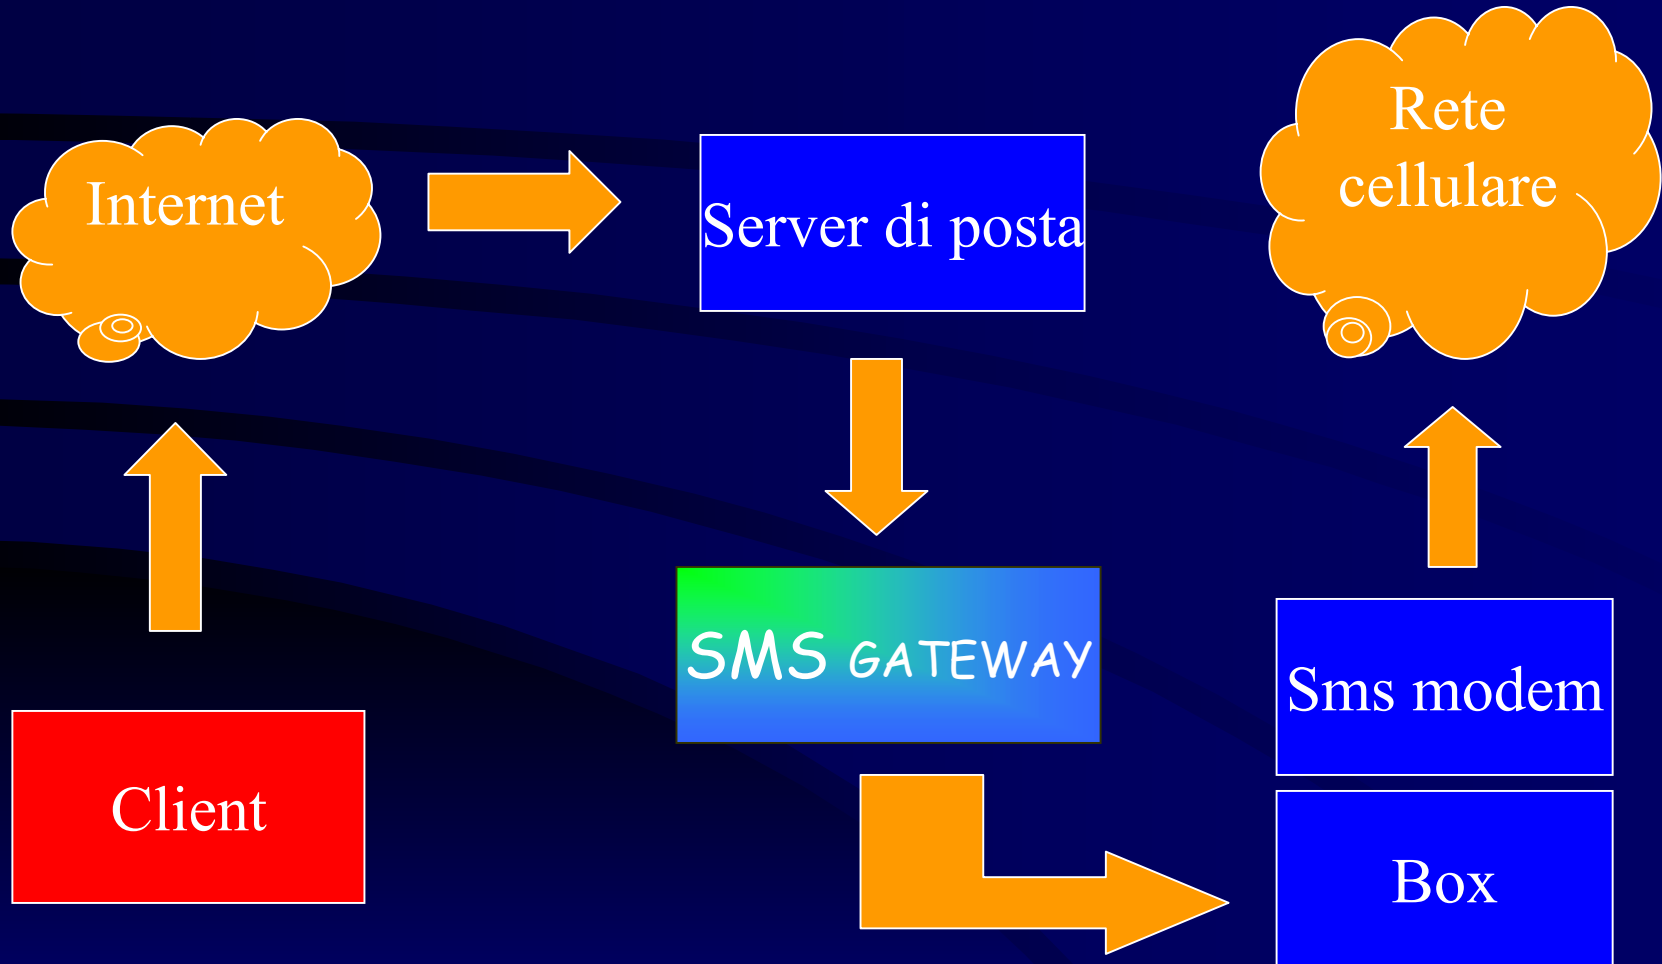 Internet
Server di posta
Rete
cellulare
SMS GATEWAY
Sms modem
Client
Box